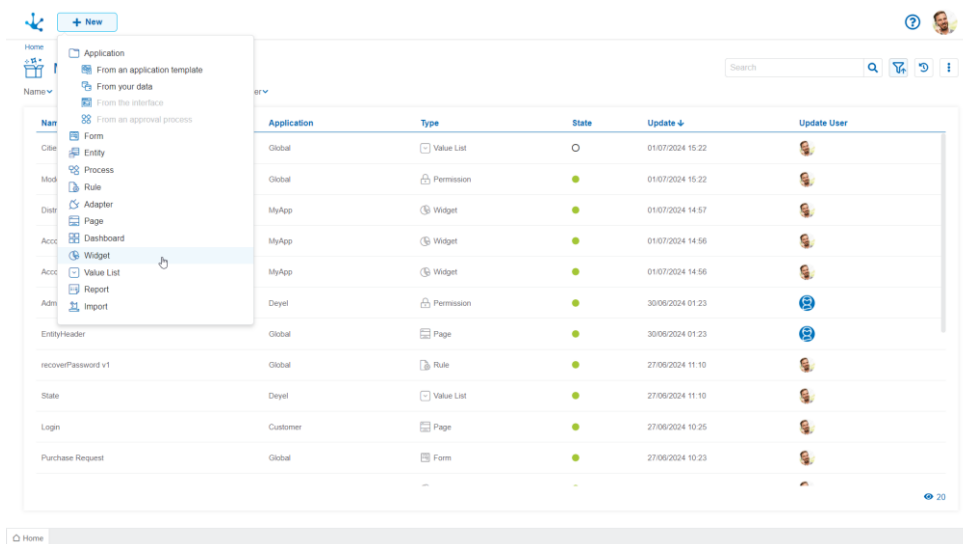 + New
Home
Application
From an application template
From your data
From the interface
From an approval process
Form
Entity
Process
Rule
Adapter
Page
Dashboard
Widget
Value List
Report
Import
Search
Name
Application Type State Update Update User
Global Value List 01/07/2024 15:22
Global Permission 01/07/2024 15:22
MyApp Widget 01/07/2024 14:57
MyApp Widget 01/07/2024 14:56
MyApp Widget 01/07/2024 14:56
Deyel Permission 30/06/2024 01:23
EntityHeader Global Page 30/06/2024 01:23
recoverPassword v1 Global Rule 27/06/2024 11:10
State Deyel Value List 27/06/2024 11:10
Login Customer Page 27/06/2024 10:25
Purchase Request Global Form 27/06/2024 10:23
20
Home